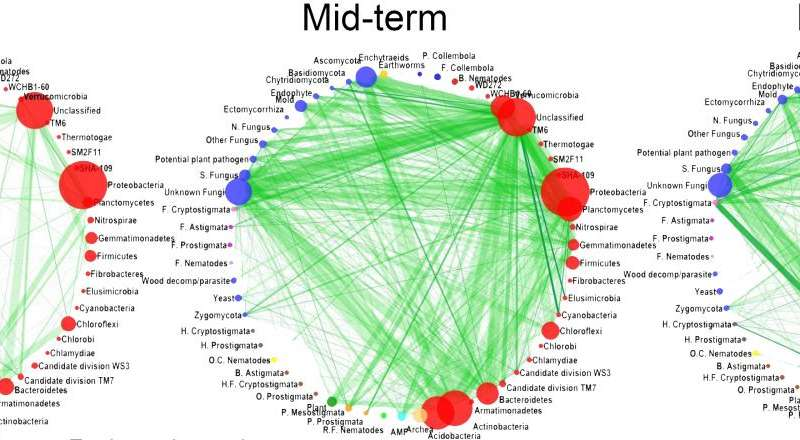 Mid-term
WCHB1-60
Verrucomicrobia
Unclassified
TM6
Thermotogae
SM2F11
SHA-109
Proteobacteria
Planctomycetes
Nitrospirae
Gemmatimonadetes
Firmicutes
Fibrobacteres
Elusimicrobia
Cyanobacteria
Chloroflexi
Chlorobi
Chlamydiae
Candidate division WS3
Candidate division TM7
Bacteroidetes
Enchytraeids
P. Collembola
Ascomycota
Earthworms
F. Collembola
Basidiomycota
B. Nematodes
Chytridiomycota
WD272
Endophyte
WCHB1-60
Verrucomicrobia
Mold
Ectomycorrhiza
Unclassified
N. Fungus
TM6
Other Fungus
Thermotogae
Potential plant pathogen
SM2F11
S. Fungus
SHA-109
Unknown Fungi
Proteobacteria
F. Cryptostigmata
Planctomycetes
F. Astigmata
Nitrospirae
F. Prostigmata
Gemmatimonadetes
F. Nematodes
Firmicutes
Wood decomp/parasite
Fibrobacteres
Yeast
Elusimicrobia
Zygomycota
Cyanobacteria
H. Cryptostigmata
Chloroflexi
H. Prostigmata
Chlorobi
O.C. Nematodes
Chlamydiae
B. Astigmata
Candidate division WS3
H.F. Cryptostigmata
Candidate division TM7
O. Prostigmata
Bacteroidetes
Plant
Armatimonadetes
P. Mesostigmata
P. Prostigmata
Actinobacteria
R.F. Nematodes
AMF
Archea
Acidobacteria
Endophyte
Mold
Ectomycorrhiza
N. Fungus
Other Fungus
Potential plant pathogen
S. Fungus
Unknown Fungi
F. Cryptostigmata
F. Astigmata
F. Prostigmata
F. Nematodes
Wood decomp/parasite
Yeast
Zygomycota
H. Cryptostigmata
H. Prostigmata
O.C. Nematodes
B. Astigmata
H.F. Cryptostigmata
O. Prostigmata